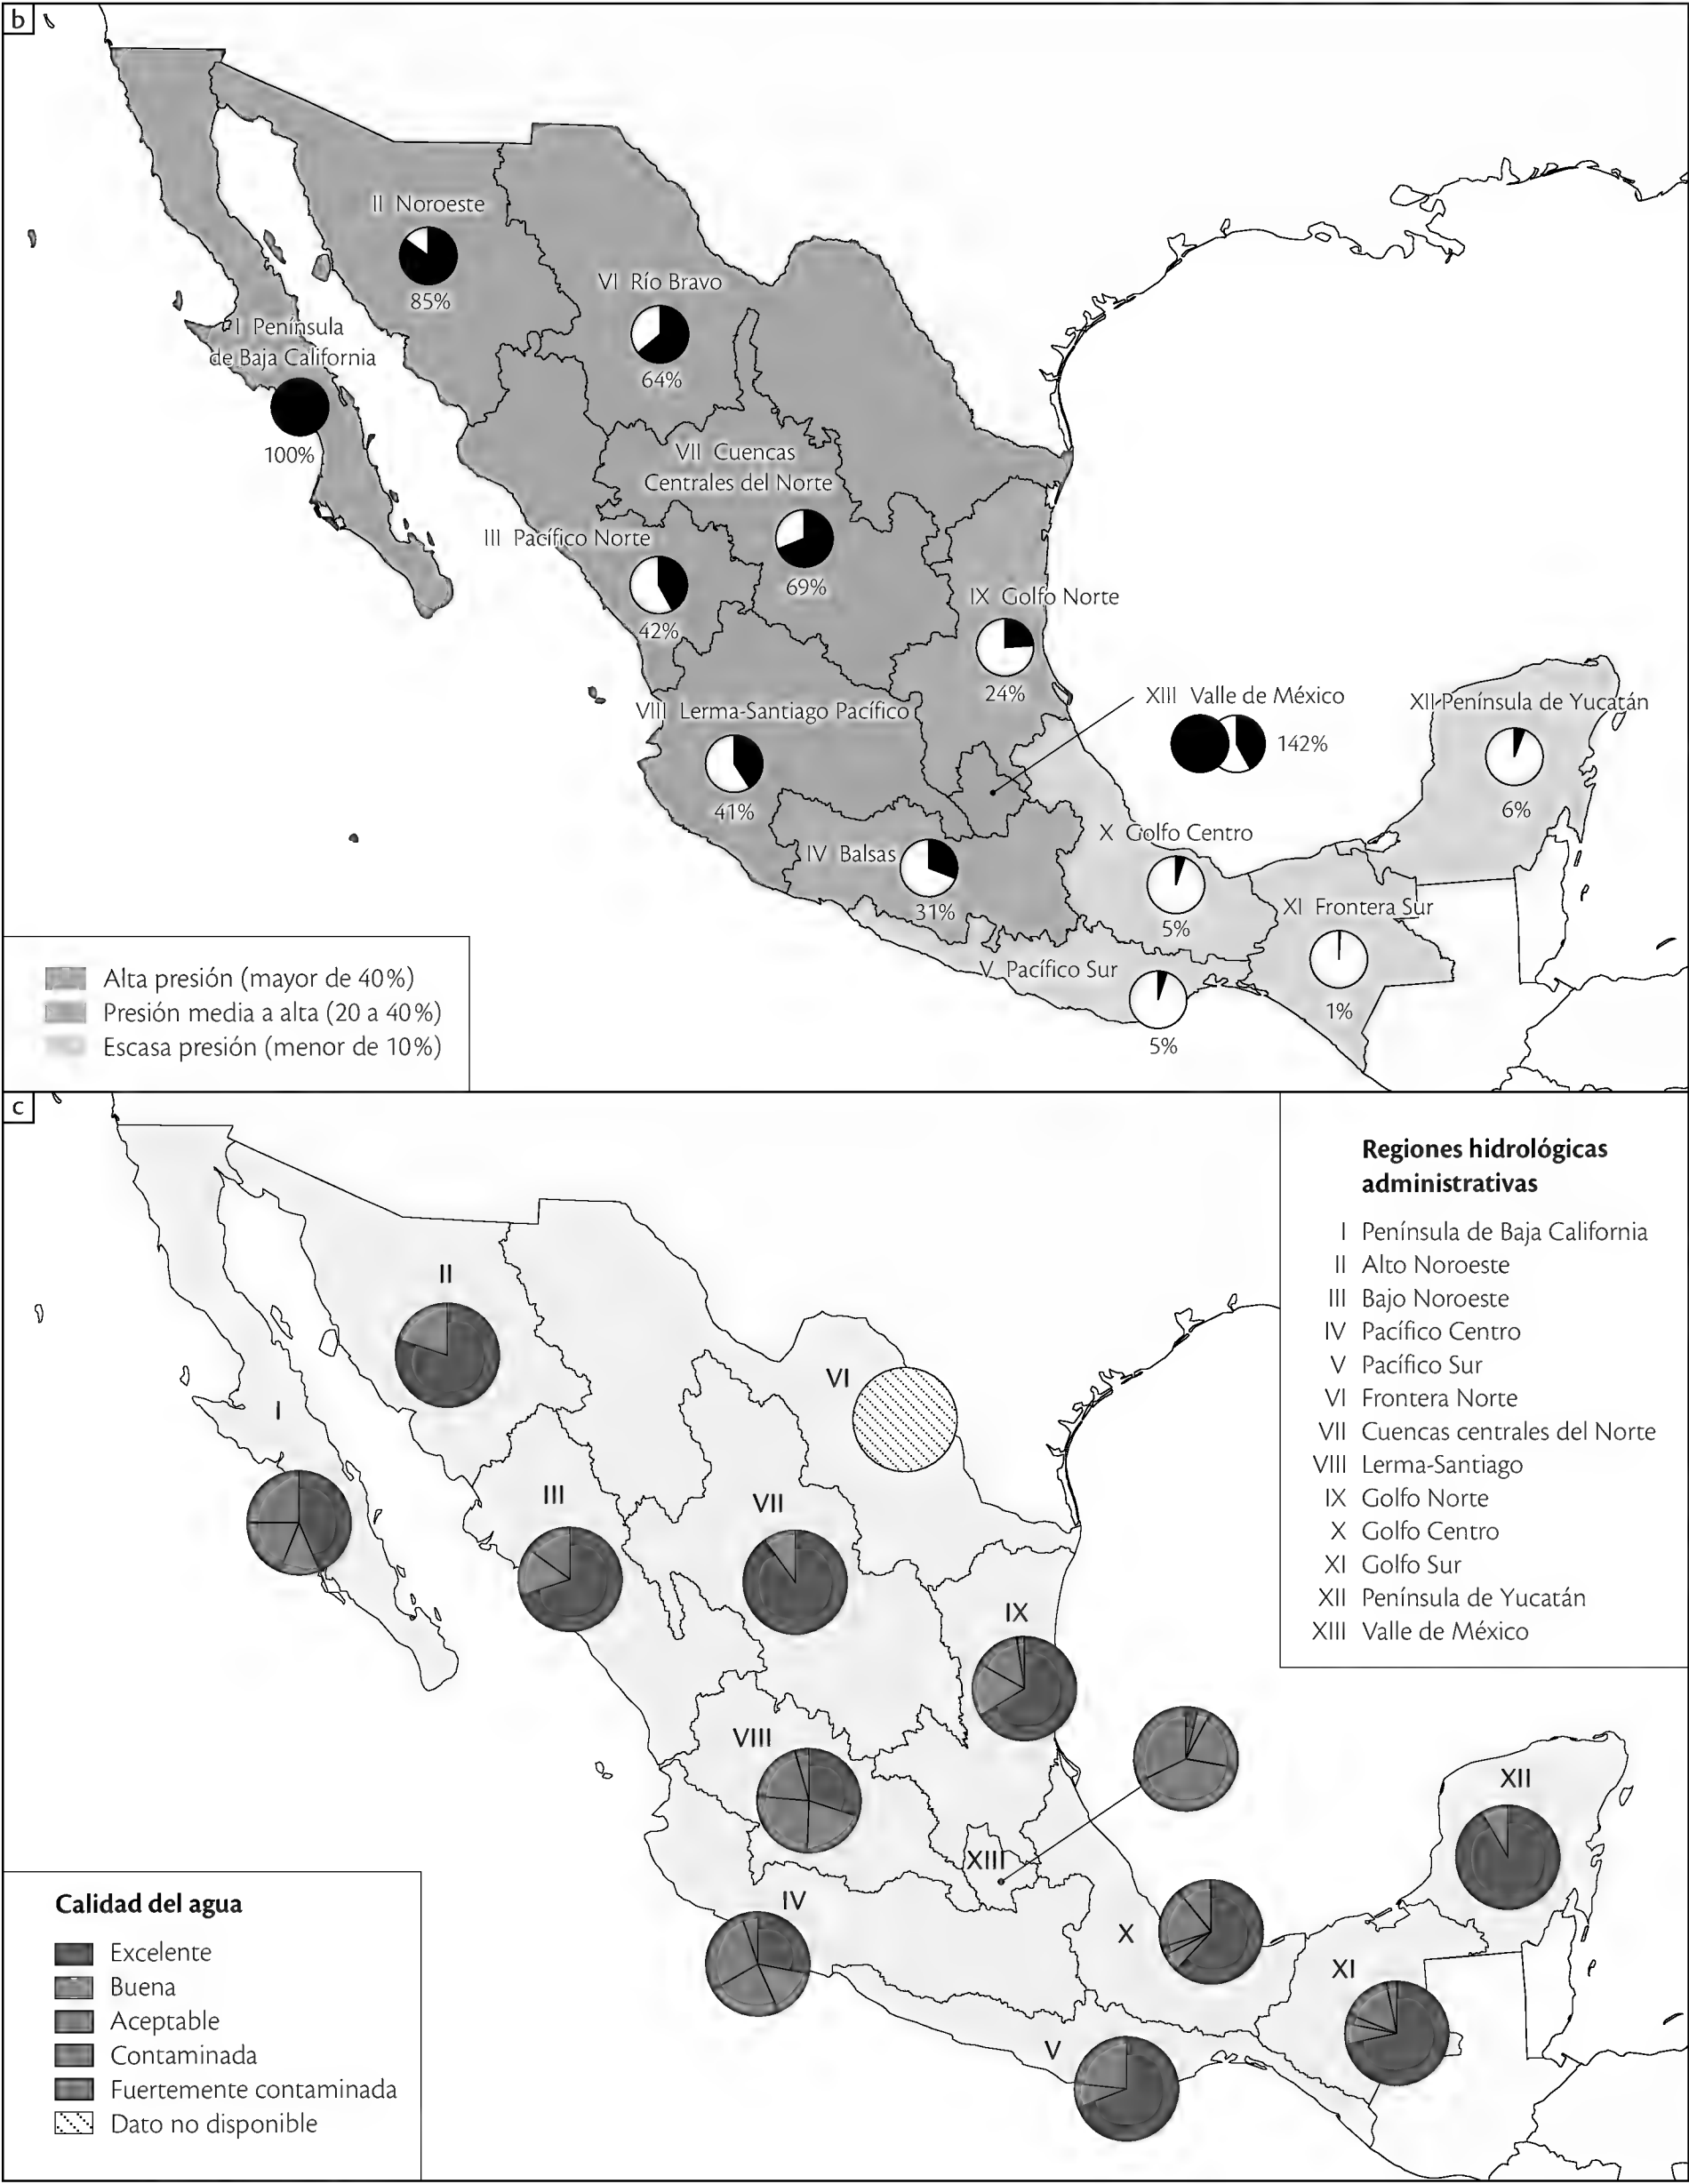 b
II Noroeste
85%
VI Río Bravo
64%
I Península
de Baja California
100%
VII Cuencas
Centrales del Norte
69%
III Pacífico Norte
42%
IX Golfo Norte
24%
VIII Lerma-Santiago Pacífico
41%
XIII Valle de México
142%
XII Península de Yucatán
6%
IV Balsas
31%
X Golfo Centro
5%
XI Frontera Sur
1%
V Pacífico Sur
5%
Alta presión (mayor de 40%)
Presión media a alta (20 a 40%)
Escasa presión (menor de 10%)
c
Regiones hidrológicas
administrativas
I Península de Baja California
II Alto Noroeste
III Bajo Noroeste
IV Pacífico Centro
V Pacífico Sur
VI Frontera Norte
VII Cuencas centrales del Norte
VIII Lerma-Santiago
IX Golfo Norte
X Golfo Centro
XI Golfo Sur
XII Península de Yucatán
XIII Valle de México
II
VI
I
III
VII
IX
VIII
XII
XIII
IV
X
XI
V
Calidad del agua
Excelente
Buena
Aceptable
Contaminada
Fuertemente contaminada
Dato no disponible